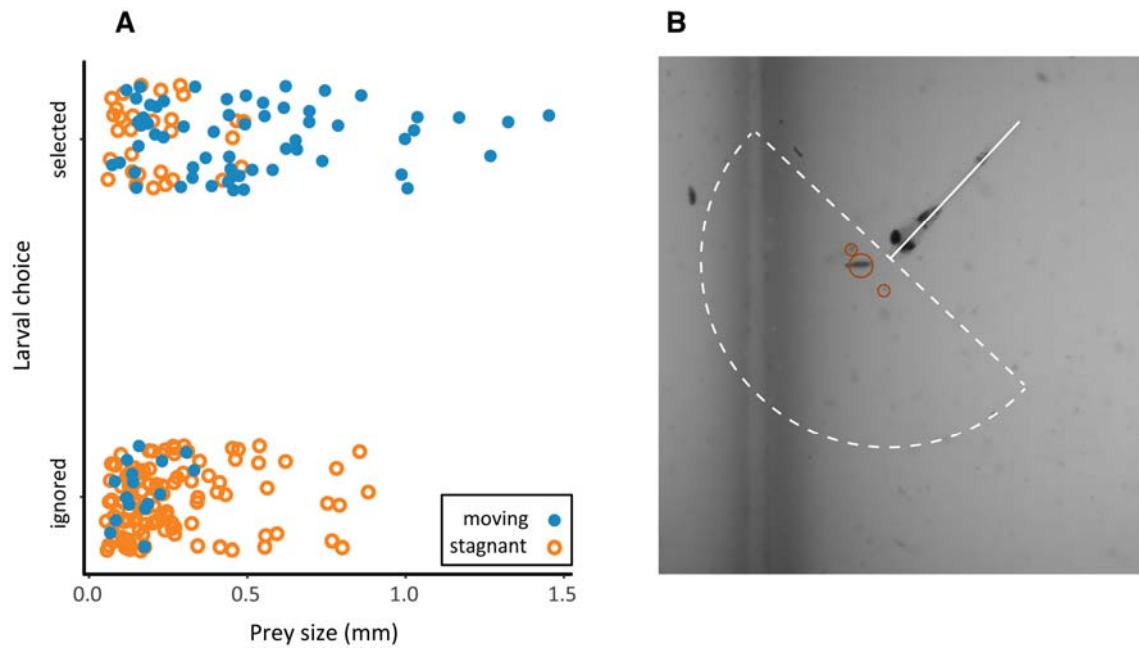 A
B
selected
Larval choice
ignored
moving
stagnant
0.0
0.5
1.0
1.5
Prey size (mm)